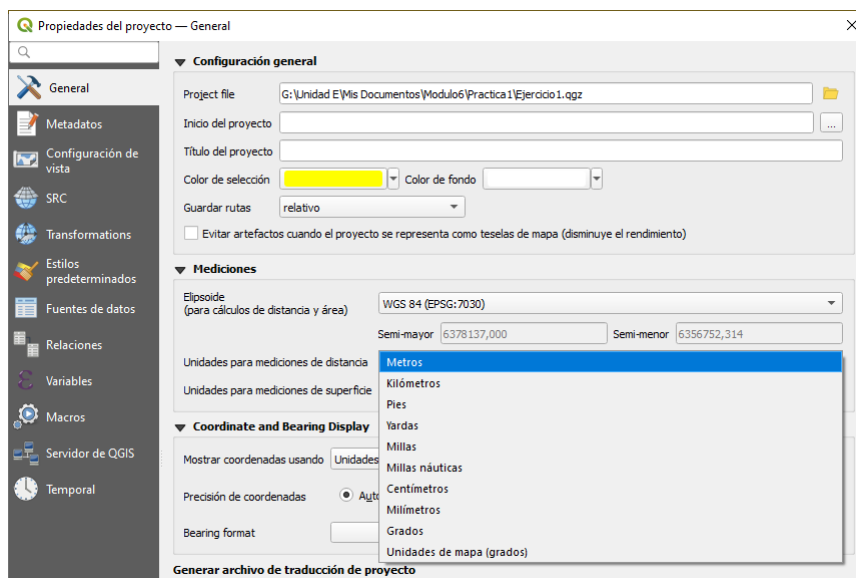 Propiedades del proyecto — General
General
Metadatos
Configuración de
vista
SRC
Transformations
Estilos
predeterminados
Fuentes de datos
Relaciones
Variables
Macros
Servidor de QGIS
Temporal
Configuración general
Project file G:\Unidad E\Mis Documentos\Modulo6\Practica1\Ejercicio1.qgz
Inicio del proyecto ...
Título del proyecto
Color de selección Color de fondo
Guardar rutas relativo
Evitar artefactos cuando el proyecto se representa como teselas de mapa (disminuye el rendimiento)
Mediciones
Elipsoide
(para cálculos de distancia y área) WGS 84 (EPSG:7030)
Semi-mayor 6378137,000 Semi-menor 6356752,314
Unidades para mediciones de distancia Metros
Kilómetros
Unidades para mediciones de superficie
Pies
Yardas
Coordinate and Bearing Display
Millas
Mostrar coordenadas usando Unidades
Millas náuticas
Centímetros
Precisión de coordenadas Auto
Milímetros
Bearing format Grados
Unidades de mapa (grados)
Generar archivo de traducción de proyecto